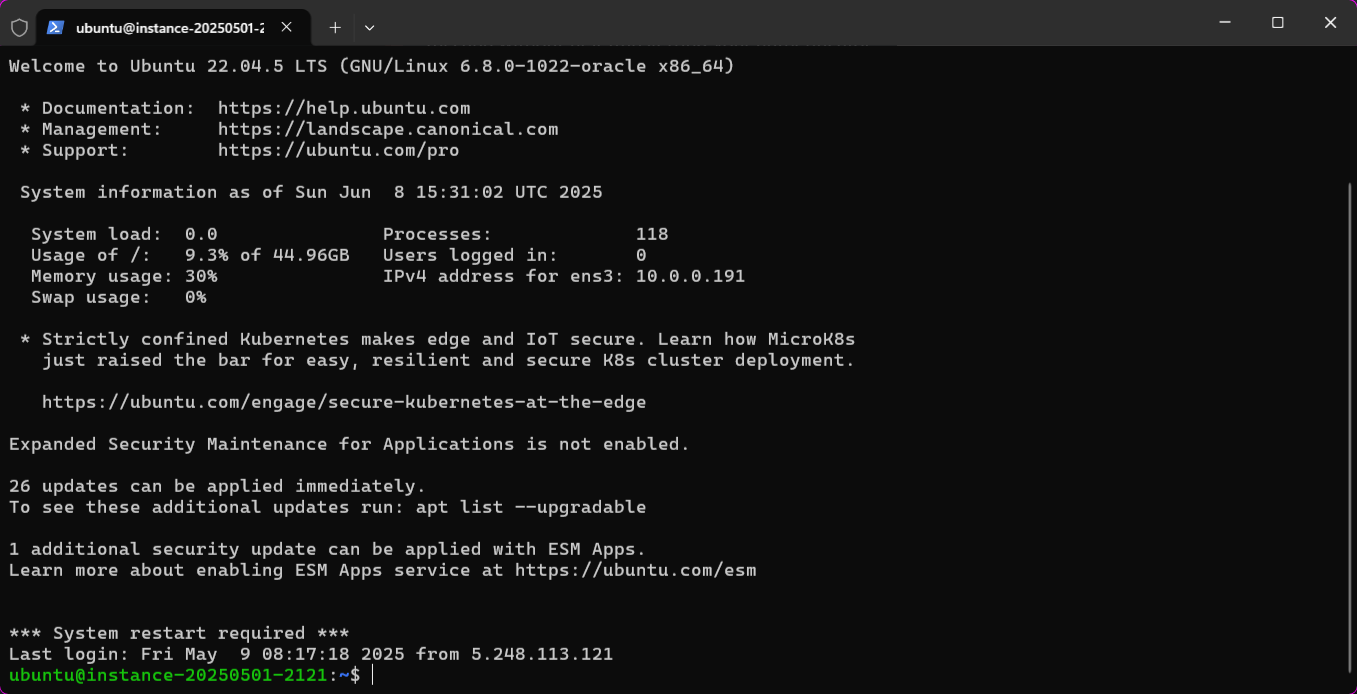 ubuntu@instance-20250501-2
Welcome to Ubuntu 22.04.5 LTS (GNU/Linux 6.8.0-1022-oracle x86_64)
* Documentation:  https://help.ubuntu.com
* Management:     https://landscape.canonical.com
* Support:        https://ubuntu.com/pro
System information as of Sun Jun  8 15:31:02 UTC 2025
System load:  0.0               Processes:             118
Usage of /:   9.3% of 44.96GB   Users logged in:       0
Memory usage: 30%               IPv4 address for ens3: 10.0.0.191
Swap usage:   0%
* Strictly confined Kubernetes makes edge and IoT secure. Learn how MicroK8s
just raised the bar for easy, resilient and secure K8s cluster deployment.
https://ubuntu.com/engage/secure-kubernetes-at-the-edge
Expanded Security Maintenance for Applications is not enabled.
26 updates can be applied immediately.
To see these additional updates run: apt list --upgradable
1 additional security update can be applied with ESM Apps.
Learn more about enabling ESM Apps service at https://ubuntu.com/esm
*** System restart required ***
Last login: Fri May  9 08:17:18 2025 from 5.248.113.121
ubuntu@instance-20250501-2121:~$